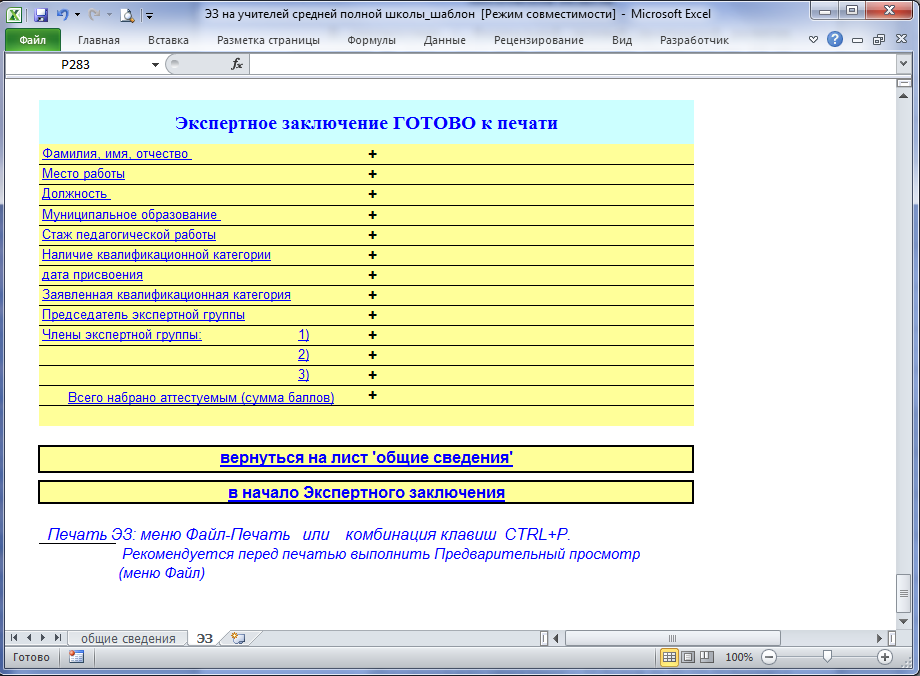 ЭЗ на учителей средней полной школы_шаблон [Режим совместимости] - Microsoft Excel
Файл Главная Вставка Разметка страницы Формулы Данные Рецензирование Вид Разработчик
P283 fx
Экспертное заключение ГОТОВО к печати
Фамилия, имя, отчество +
Место работы +
Должность +
Муниципальное образование +
Стаж педагогической работы +
Наличие квалификационной категории +
дата присвоения +
Заявленная квалификационная категория +
Председатель экспертной группы +
Члены экспертной группы: 1) +
2) +
3) +
Всего набрано аттестуемым (сумма баллов) +
вернуться на лист 'общие сведения'
в начало Экспертного заключения
Печать ЭЗ: меню Файл-Печать или комбинация клавиш CTRL+P.
Рекомендуется перед печатью выполнить Предварительный просмотр
(меню Файл)
общие сведения ЭЗ
Готово 100%